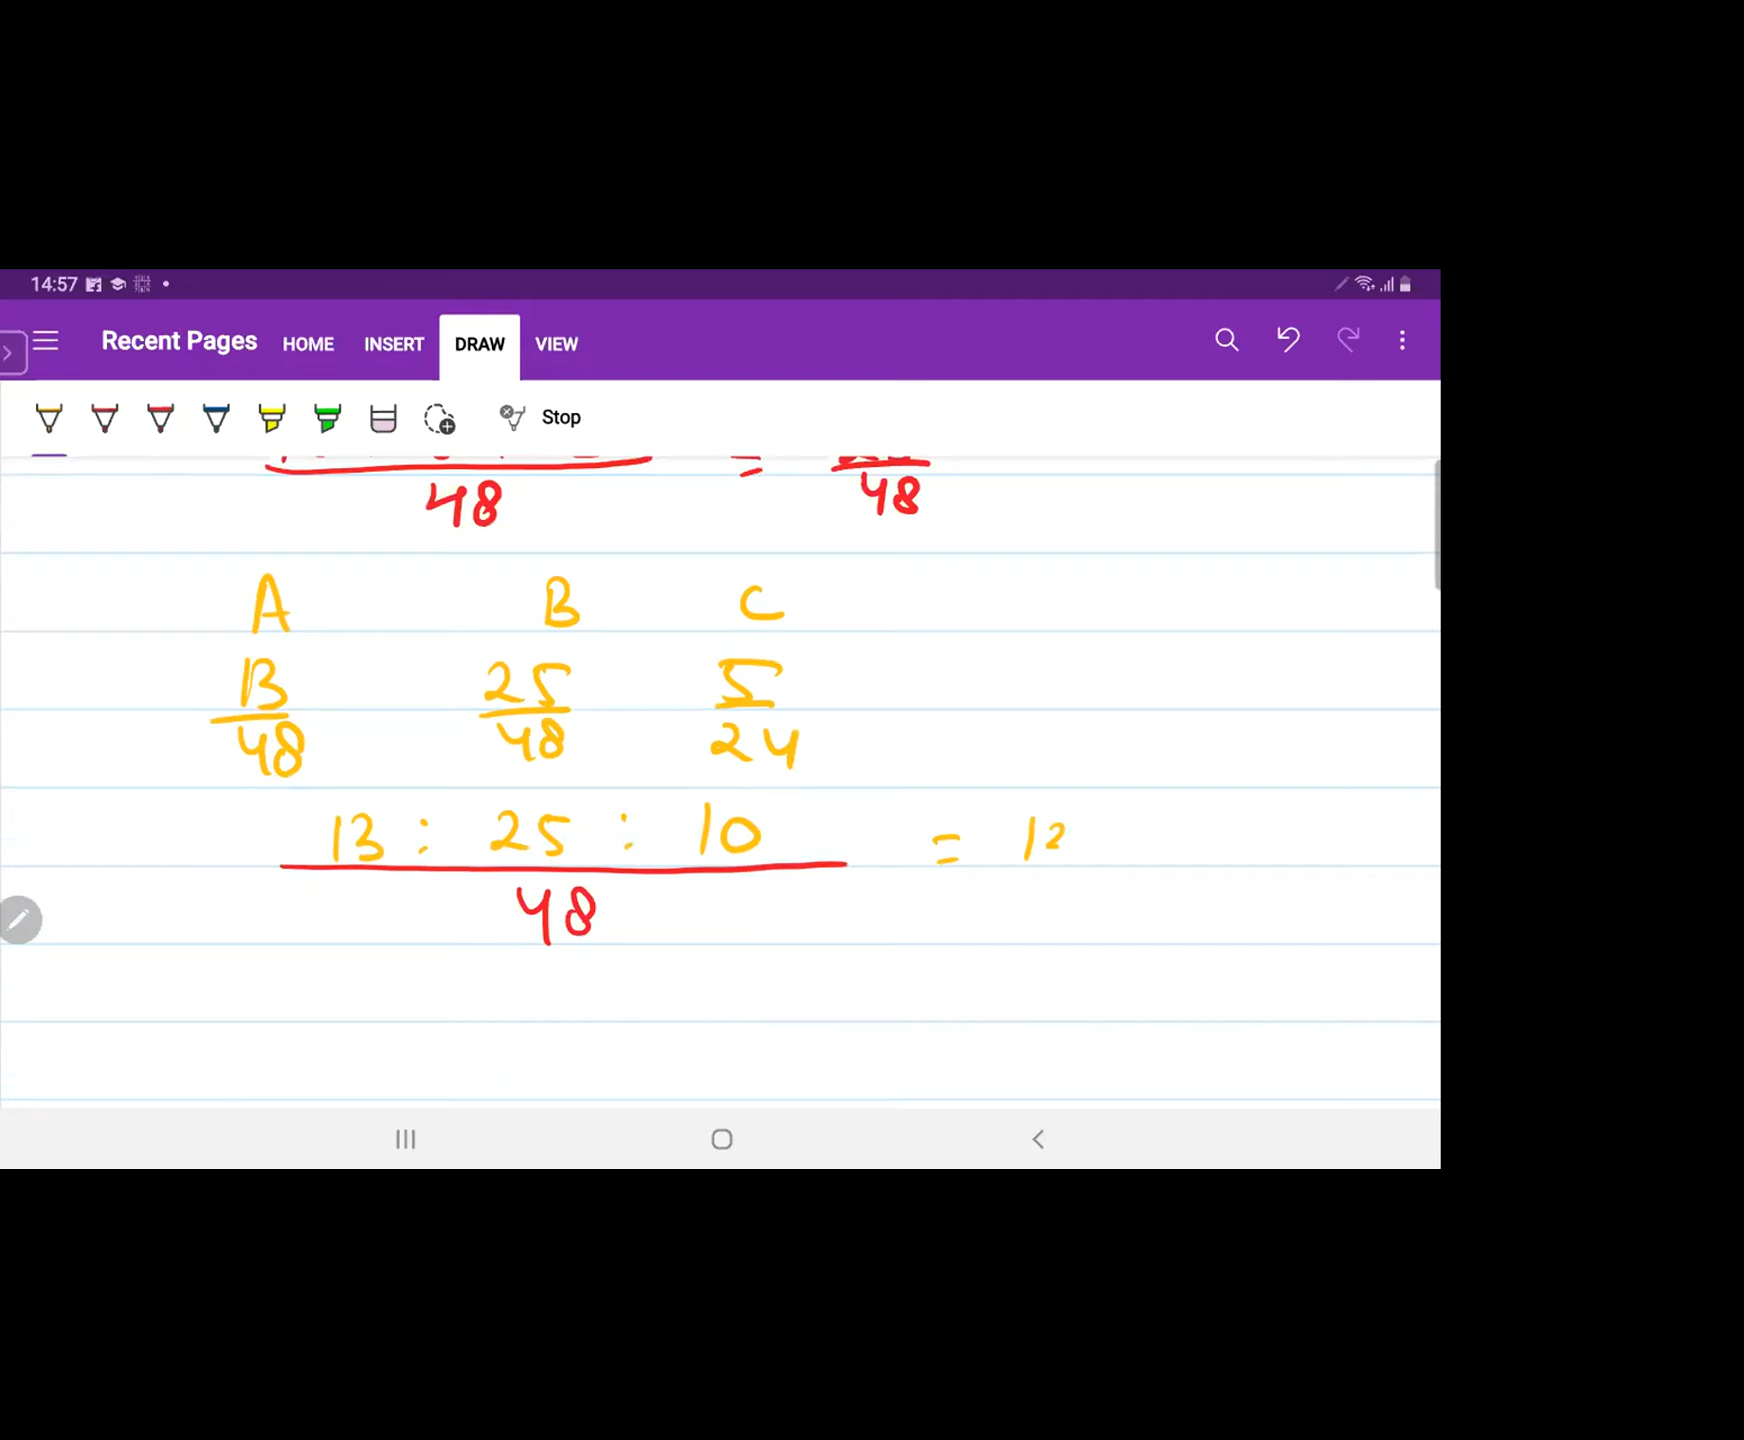 14:57
Recent Pages HOME INSERT DRAW VIEW
Stop
=
48 48
A B C
13/48 25/48 5/24
13 : 25 : 10 = 12
48